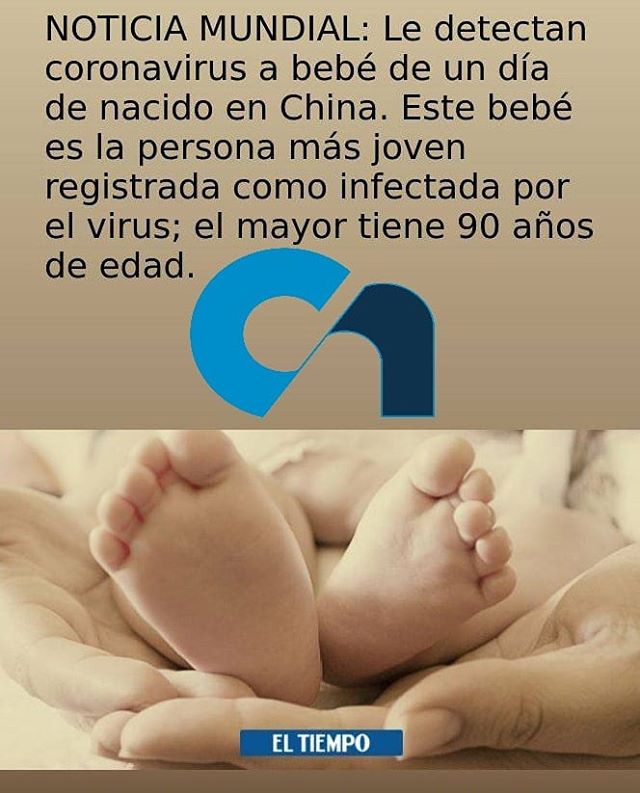 NOTICIA MUNDIAL: Le detectan
coronavirus a bebé de un día
de nacido en China. Este bebé
es la persona más joven
registrada como infectada por
el virus; el mayor tiene 90 años
de edad.
EL TIEMPO